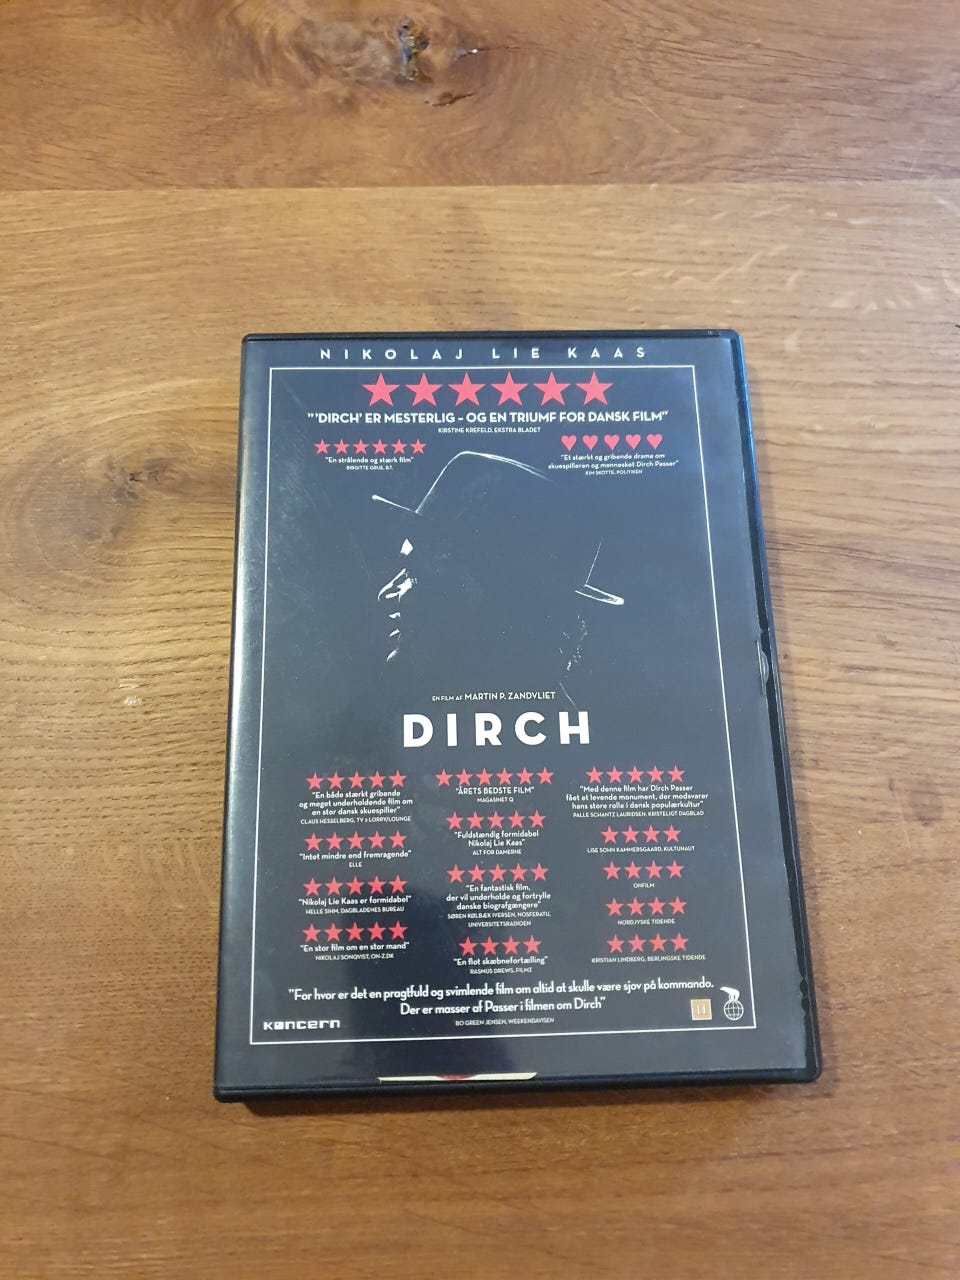 NIKOLAJ LIE KAAS
"'DIRCH' ER MESTERLIG – OG EN TRIUMF FOR DANSK FILM"
KIRSTINE KREFELD, EKSTRA BLADET
"En strålende og stærk film"
BIRGITTE GRUE, B.T.
"Et stærkt og gribende drama om
skuespilleren og mennesket Dirch Passer"
KIM SKOTTE, POLITIKEN
EN FILM AF MARTIN P. ZANDVLIET
DIRCH
"En både stærkt gribende
og meget underholdende film om
en stor dansk skuespiller"
CLAUS HESSELBERG, TV 2 LORRY/LOUNGE
"Intet mindre end fremragende"
ELLE
"Nikolaj Lie Kaas er formidabel"
HELLE SIHM, DAGBLADENES BUREAU
"En stor film om en stor mand"
NIKOLAJ SONQVIST, ON-Z.DK
"ÅRETS BEDSTE FILM"
MAGASINET Q
"Fuldstændig formidabel
Nikolaj Lie Kaas"
ALT FOR DAMERNE
"En fantastisk film,
der vil underholde og fortrylle
danske biografgængere"
SØREN KØLBÆK IVERSEN, NOSFERATU,
UNIVERSITETSRADIOEN
"En flot skæbnefortælling"
RASMUS DREWS, FILMZ
"Med denne film har Dirch Passer
fået et levende monument, der modsvarer
hans store rolle i dansk populærkultur"
PALLE SCHANTZ LAURIDSEN, KRISTELIGT DAGBLAD
LISE SOHN KAMMERSGAARD, KULTUNAUT
ONFILM
NORDJYSKE TIDENDE
KRISTIAN LINDBERG, BERLINGSKE TIDENDE
"For hvor er det en pragtfuld og svimlende film om altid at skulle være sjov på kommando.
Der er masser af Passer i filmen om Dirch"
BO GREEN JENSEN, WEEKENDAVISEN
KONCERN
11